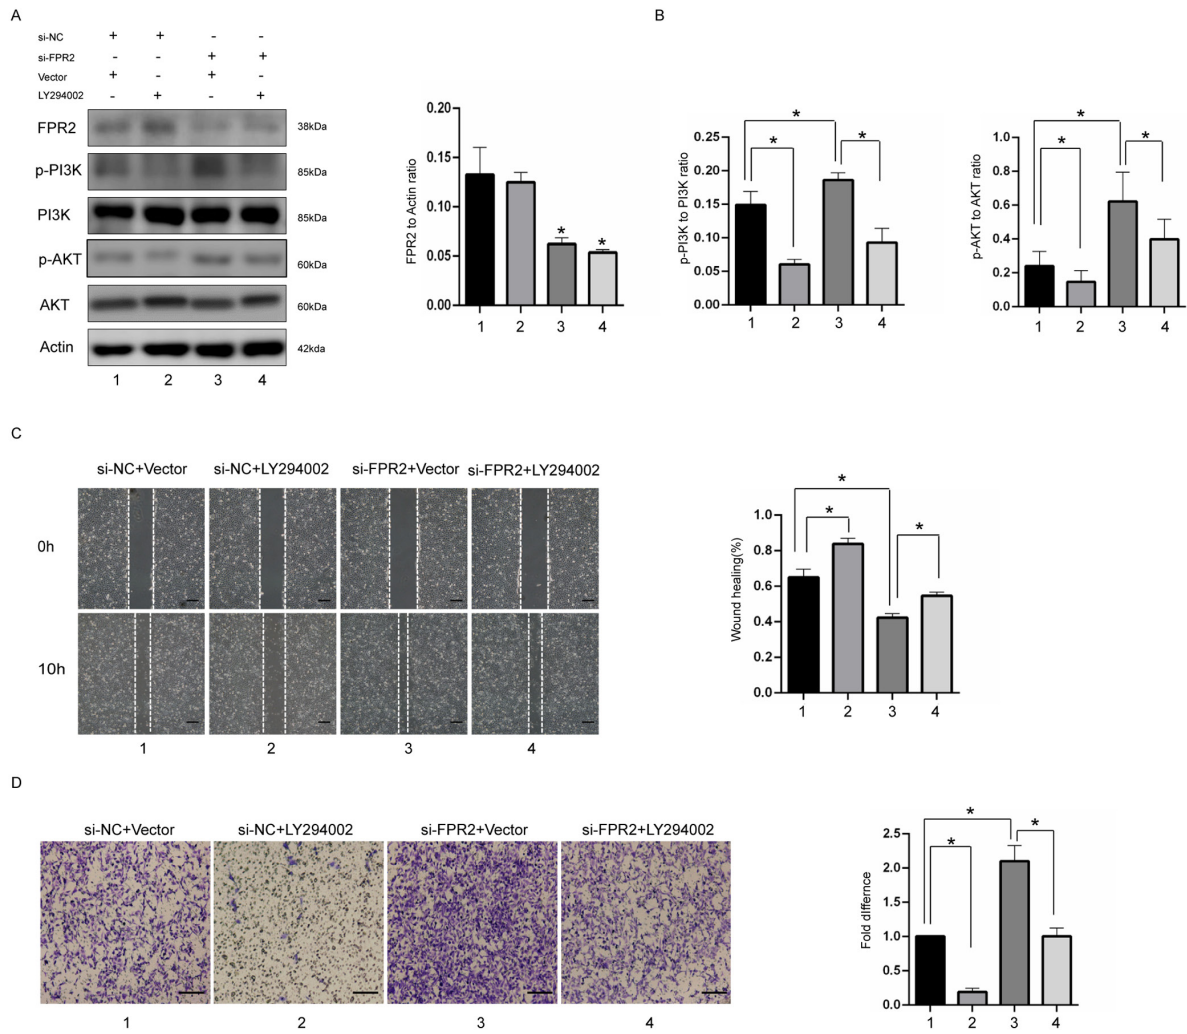 A
B
si-NC + + - -
si-FPR2 - - + +
Vector + - + -
LY294002 - + - +
FPR2 38kDa
p-PI3K 85kDa
PI3K 85kDa
p-AKT 60kDa
AKT 60kDa
Actin 42kda
1 2 3 4
FPR2 to Actin ratio
0.20
0.15
0.10
0.05
0.00
* *
1 2 3 4
p-PI3K to PI3K ratio
0.25
0.20
0.15
0.10
0.05
0.00
* * *
1 2 3 4
p-AKT to AKT ratio
1.0
0.8
0.6
0.4
0.2
0.0
* * *
1 2 3 4
C
si-NC+Vector si-NC+LY294002 si-FPR2+Vector si-FPR2+LY294002
0h
10h
1 2 3 4
Wound healing(%)
1.0
0.8
0.6
0.4
0.2
0.0
* * *
1 2 3 4
D
si-NC+Vector si-NC+LY294002 si-FPR2+Vector si-FPR2+LY294002
1 2 3 4
Fold differnce
2.5
2.0
1.5
1.0
0.5
0.0
* * *
1 2 3 4